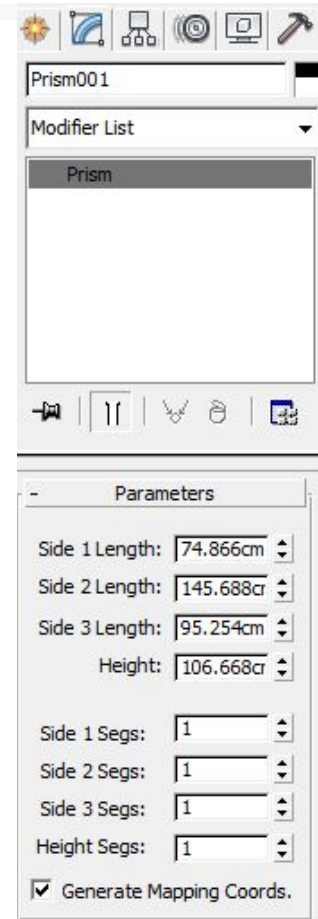 Prism001
Modifier List
Prism
- Parameters
Side 1 Length: 74.866cm
Side 2 Length: 145.688cr
Side 3 Length: 95.254cm
Height: 106.668cr
Side 1 Segs: 1
Side 2 Segs: 1
Side 3 Segs: 1
Height Segs: 1
Generate Mapping Coords.